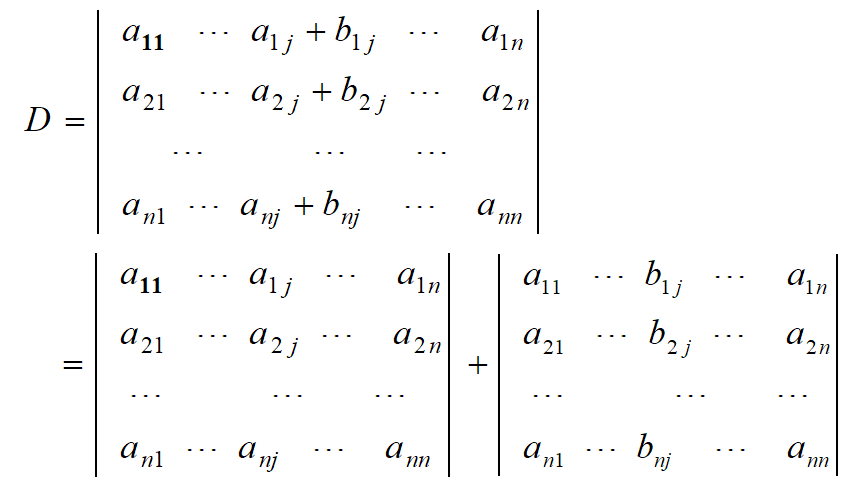 a₁₁ ⋯ a₁ⱼ + b₁ⱼ ⋯ a₁ₙ
a₂₁ ⋯ a₂ⱼ + b₂ⱼ ⋯ a₂ₙ
D =
⋯ ⋯ ⋯
aₙ₁ ⋯ aₙⱼ + bₙⱼ ⋯ aₙₙ
a₁₁ ⋯ a₁ⱼ ⋯ a₁ₙ a₁₁ ⋯ b₁ⱼ ⋯ a₁ₙ
a₂₁ ⋯ a₂ⱼ ⋯ a₂ₙ a₂₁ ⋯ b₂ⱼ ⋯ a₂ₙ
= +
⋯ ⋯ ⋯ ⋯ ⋯ ⋯
aₙ₁ ⋯ aₙⱼ ⋯ aₙₙ aₙ₁ ⋯ bₙⱼ ⋯ aₙₙ